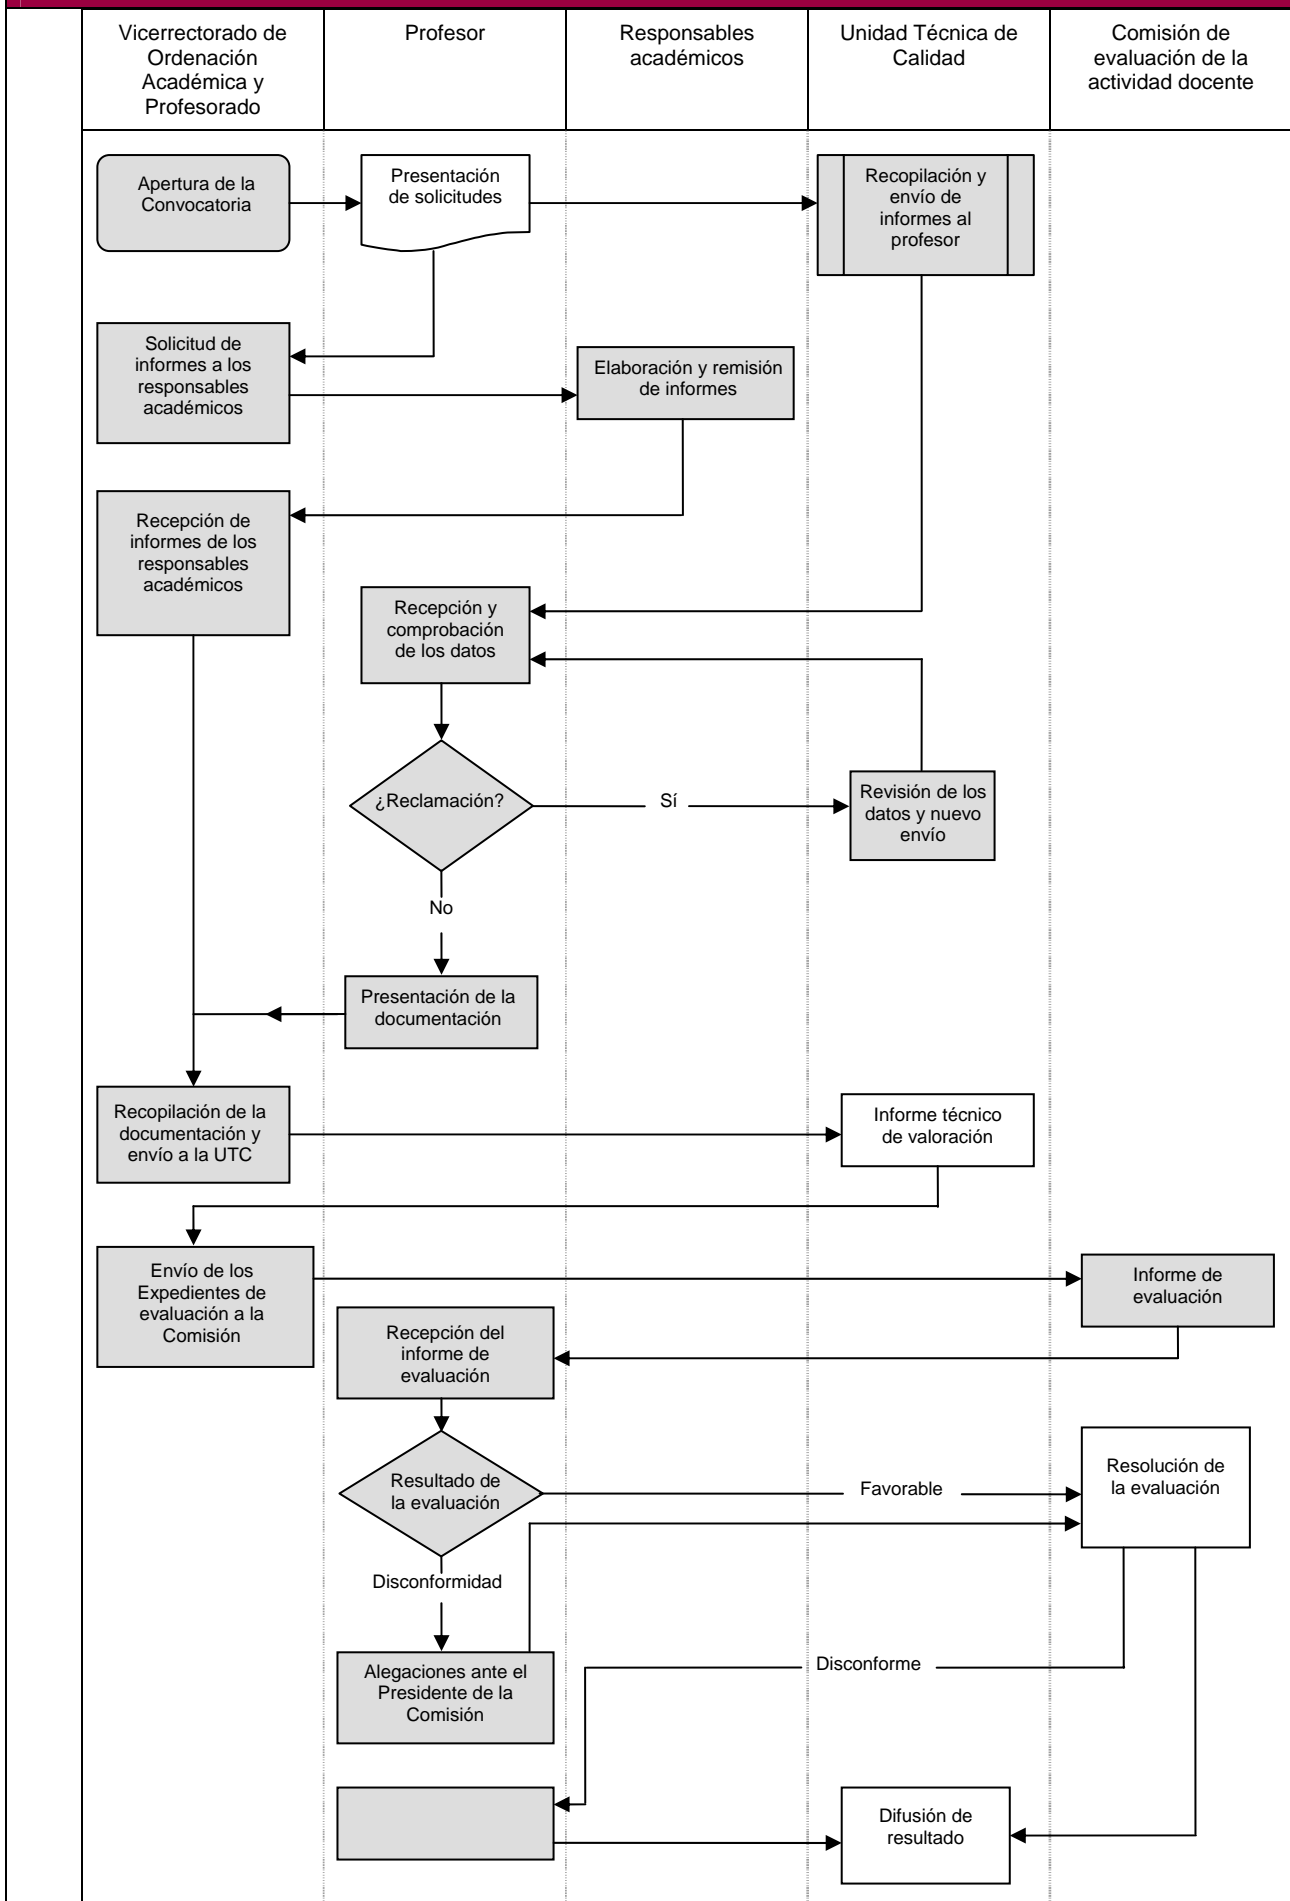 Vicerrectorado de
Ordenación
Académica y
Profesorado
Profesor
Responsables
académicos
Unidad Técnica de
Calidad
Comisión de
evaluación de la
actividad docente
Apertura de la
Convocatoria
Presentación
de solicitudes
Recopilación y
envío de
informes al
profesor
Solicitud de
informes a los
responsables
académicos
Elaboración y remisión
de informes
Recepción de
informes de los
responsables
académicos
Recepción y
comprobación
de los datos
¿Reclamación?
Sí
Revisión de los
datos y nuevo
envío
No
Presentación de la
documentación
Recopilación de la
documentación y
envío a la UTC
Informe técnico
de valoración
Envío de los
Expedientes de
evaluación a la
Comisión
Informe de
evaluación
Recepción del
informe de
evaluación
Resultado de
la evaluación
Favorable
Resolución de
la evaluación
Disconformidad
Alegaciones ante el
Presidente de la
Comisión
Disconforme
Difusión de
resultado